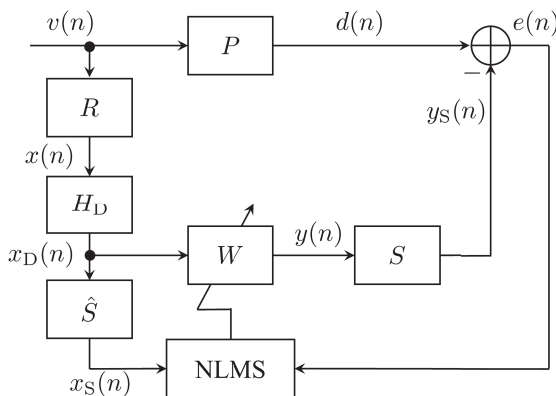 v(n) P d(n) e(n)
−
R y_S(n)
x(n)
H_D
x_D(n) W y(n) S
Ŝ
x_S(n) NLMS